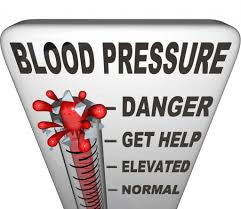 BLOOD PRESSURE
DANGER
GET HELP
ELEVATED
NORMAL